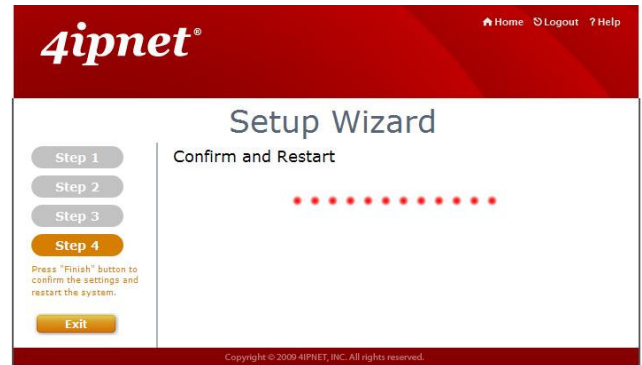 4ipnet®
Home Logout ? Help
Setup Wizard
Step 1
Step 2
Step 3
Step 4
Press "Finish" button to
confirm the settings and
restart the system.
Exit
Confirm and Restart
Copyright © 2009 4IPNET, INC. All rights reserved.